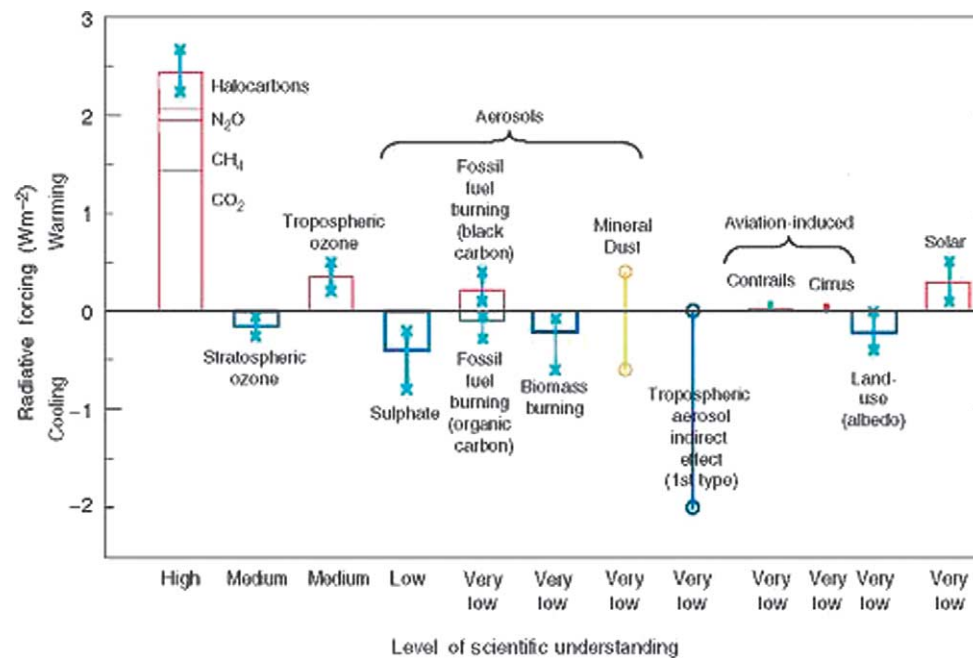 3
2
1
0
−1
−2
Radiative forcing (Wm−2)
Cooling Warming
Halocarbons
N2O
CH4
CO2
Stratospheric
ozone
Tropospheric
ozone
Aerosols
Sulphate
Fossil
fuel
burning
(black
carbon)
Fossil
fuel
burning
(organic carbon)
Biomass
burning
Mineral
Dust
Tropospheric
aerosol
indirect
effect
(1st type)
Aviation-induced
Contrails
Cirrus
Land-
use
(albedo)
Solar
High
Medium
Medium
Low
Very
low
Very
low
Very
low
Very
low
Very
low
Very
low
Very
low
Very
low
Level of scientific understanding